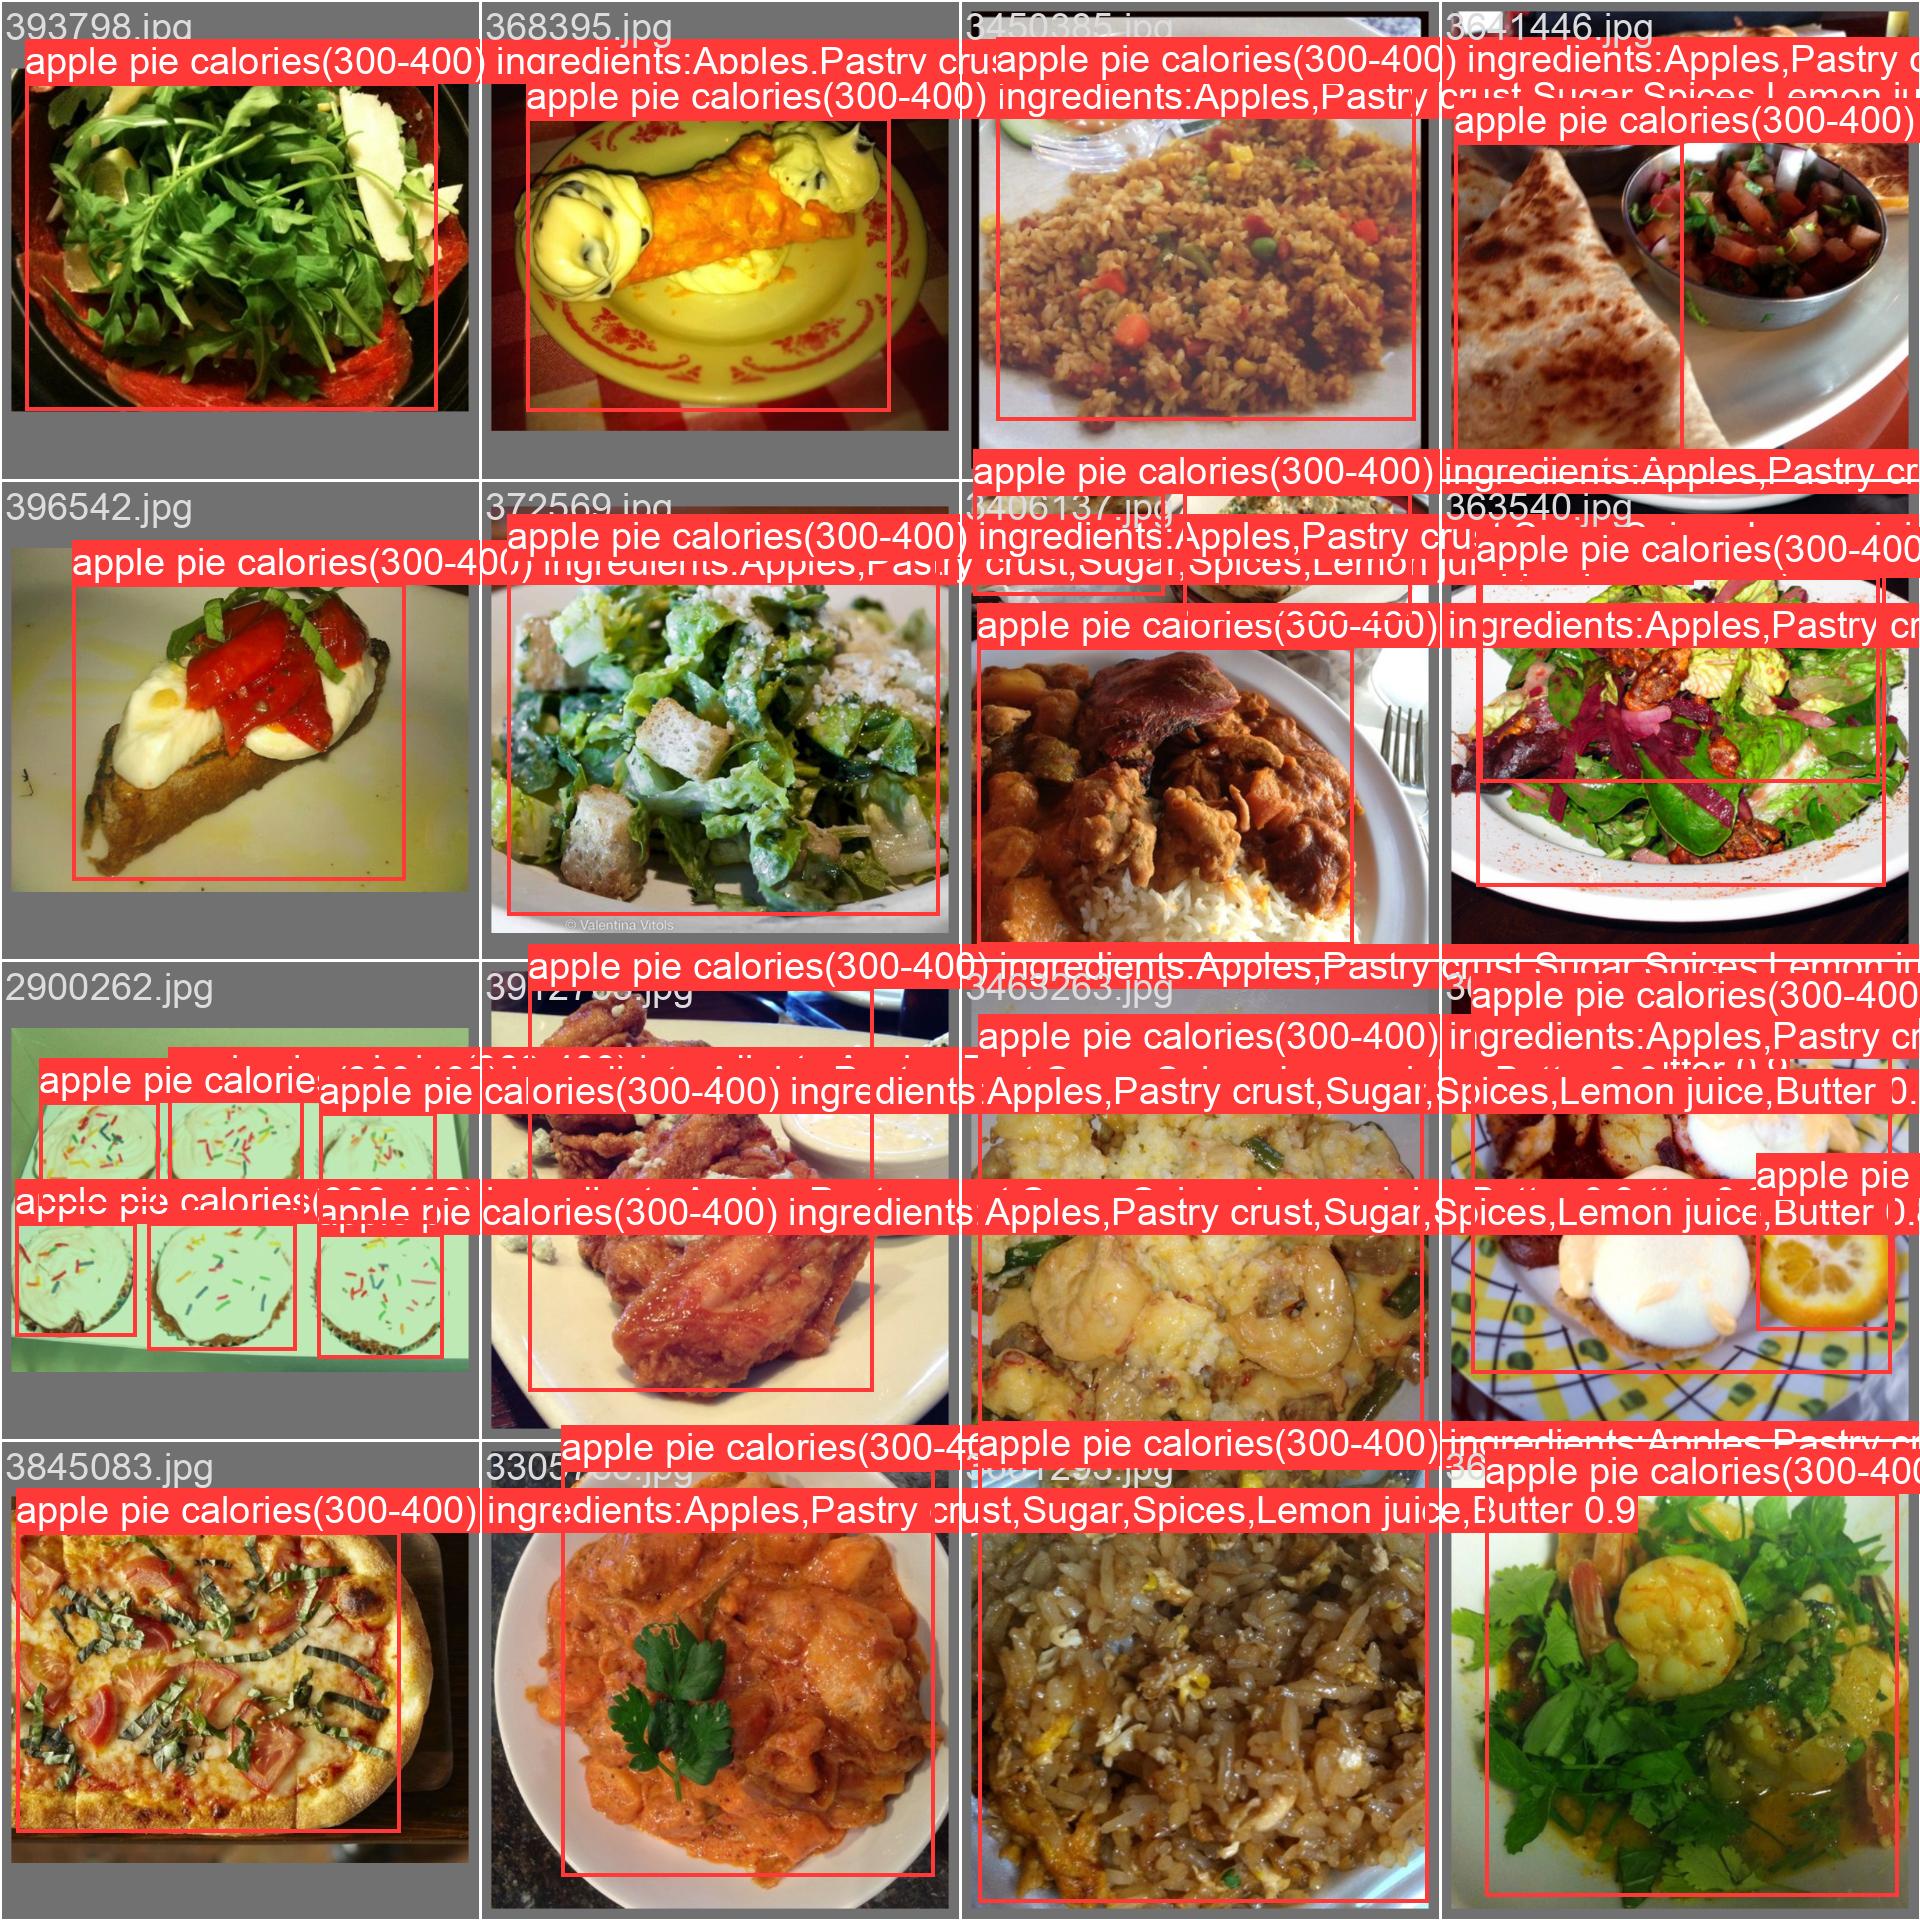 393798.jpg
368395.jpg
3450385.jpg
3641446.jpg
apple pie calories(300-400) ingredients:Apples,Pastry crus
apple pie calories(300-400) ingredients:Apples,Pastry c
apple pie calories(300-400) ingredients:Apples,Pastry crust,Sugar,Spices,Lemon ju
apple pie calories(300-400)
apple pie calories(300-400) ingredients:Apples,Pastry cr
396542.jpg
372569.jpg
3406137.jpg
363540.jpg
apple pie calories(300-400) ingredients:Apples,Pastry cru
apple pie calories(300-400
apple pie calories(300-400) ingredients:Apples,Pastry crust,Sugar,Spices,Lemon jui
apple pie calories(300-400) ingredients:Apples,Pastry cr
© Valentina Vitols
apple pie calories(300-400) ingredients:Apples,Pastry crust,Sugar,Spices,Lemon ju
2900262.jpg
3463263.jpg
apple pie calories(300-400
apple pie calories(300-400) ingredients:Apples,Pastry cr
apple pie calorie
apple pie calories(300-400) ingredients:Apples,Pastry crust,Sugar,Spices,Lemon juice,Butter 0.
apple pie
apple pie calories(
apple pie calories(300-400) ingredients:Apples,Pastry crust,Sugar,Spices,Lemon juice,Butter 0.
apple pie calories(300-4
apple pie calories(300-400) ingredients:Apples,Pastry cr
3845083.jpg
apple pie calories(300-400
apple pie calories(300-400) ingredients:Apples,Pastry crust,Sugar,Spices,Lemon juice,Butter 0.9